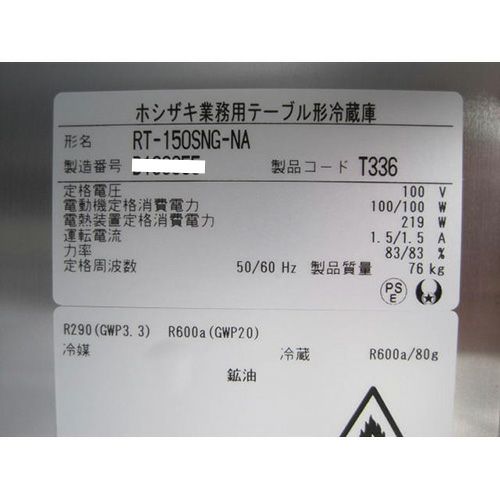 ホシザキ業務用テーブル形冷蔵庫
形名 RT-150SNG-NA
製造番号 製品コード T336
定格電圧 100 V
電動機定格消費電力 100/100 W
電熱装置定格消費電力 219 W
運転電流 1.5/1.5 A
力率 83/83 %
定格周波数 50/60 Hz 製品質量 76 kg
PS
E
R290(GWP3.3) R600a(GWP20)
冷媒 冷蔵 R600a/80g
鉱油